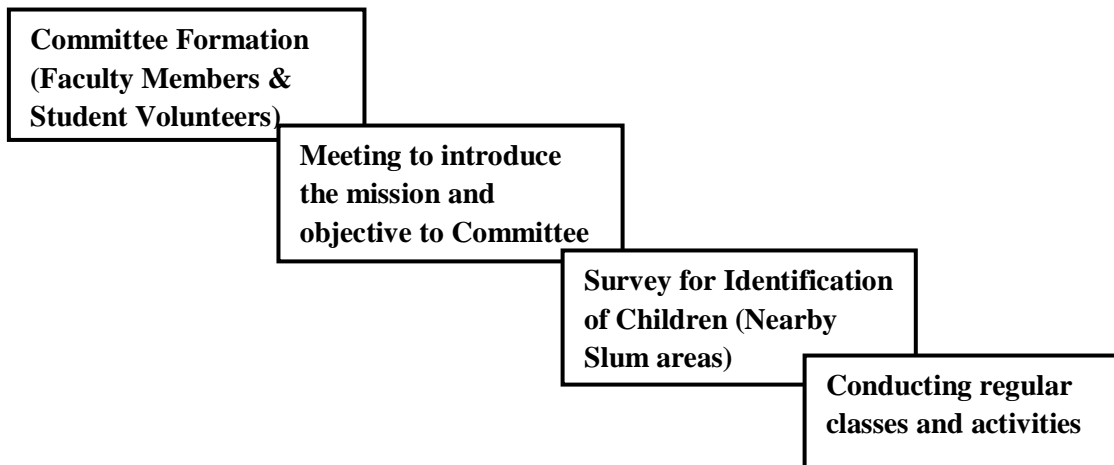 Committee Formation
(Faculty Members &
Student Volunteers)
Meeting to introduce
the mission and
objective to Committee
Survey for Identification
of Children (Nearby
Slum areas)
Conducting regular
classes and activities